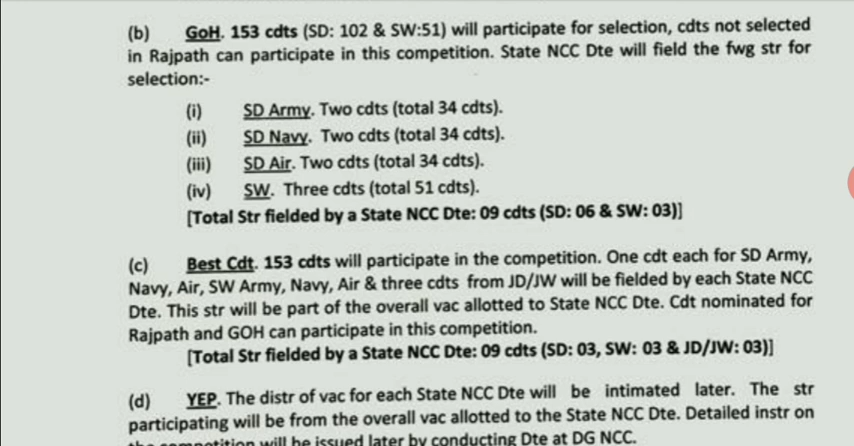 (b) GoH. 153 cdts (SD: 102 & SW:51) will participate for selection, cdts not selected
in Rajpath can participate in this competition. State NCC Dte will field the fwg str for
selection:-
(i) SD Army. Two cdts (total 34 cdts).
(ii) SD Navy. Two cdts (total 34 cdts).
(iii) SD Air. Two cdts (total 34 cdts).
(iv) SW. Three cdts (total 51 cdts).
[Total Str fielded by a State NCC Dte: 09 cdts (SD: 06 & SW: 03)]
(c) Best Cdt. 153 cdts will participate in the competition. One cdt each for SD Army,
Navy, Air, SW Army, Navy, Air & three cdts from JD/JW will be fielded by each State NCC
Dte. This str will be part of the overall vac allotted to State NCC Dte. Cdt nominated for
Rajpath and GOH can participate in this competition.
[Total Str fielded by a State NCC Dte: 09 cdts (SD: 03, SW: 03 & JD/JW: 03)]
(d) YEP. The distr of vac for each State NCC Dte will be intimated later. The str
participating will be from the overall vac allotted to the State NCC Dte. Detailed instr on
the competition will be issued later by conducting Dte at DG NCC.